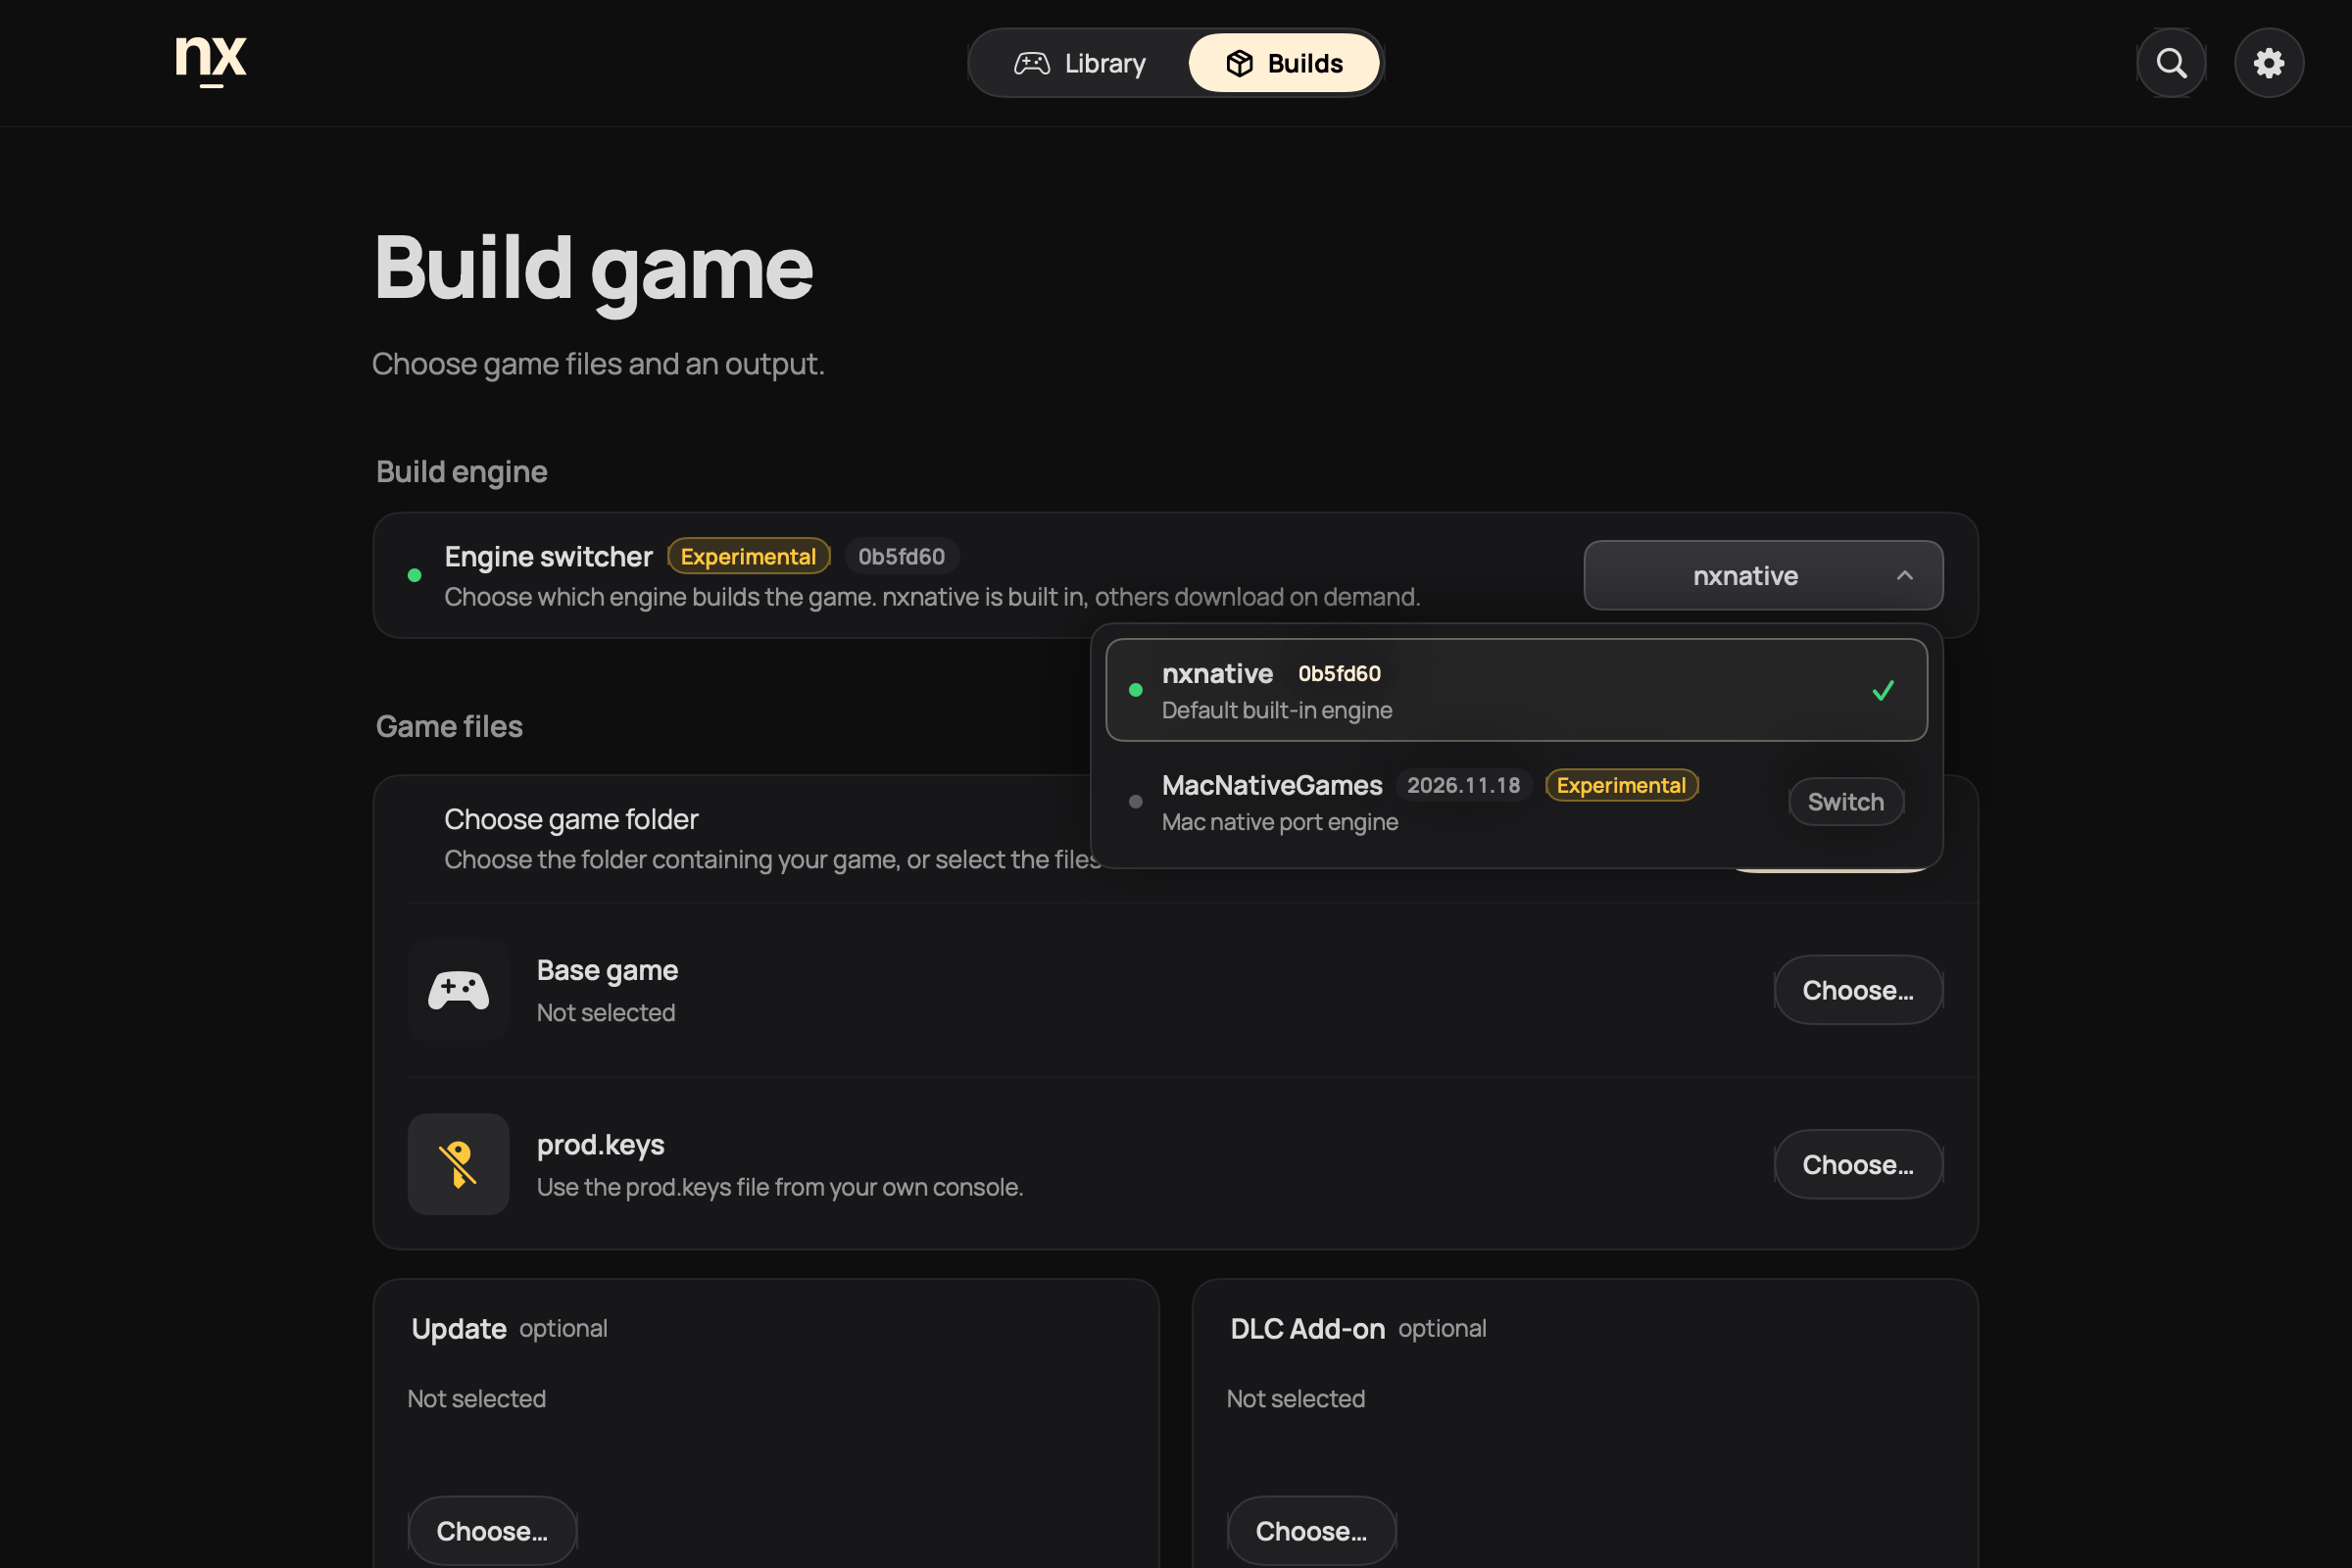 nx
Library
Builds
Build game
Choose game files and an output.
Build engine
Engine switcher Experimental 0b5fd60
Choose which engine builds the game. nxnative is built in, others download on demand.
nxnative
nxnative 0b5fd60
Default built-in engine
MacNativeGames 2026.11.18 Experimental
Mac native port engine
Switch
Game files
Choose game folder
Choose the folder containing your game, or select the files
Base game
Not selected
Choose...
prod.keys
Use the prod.keys file from your own console.
Choose...
Update optional
Not selected
Choose...
DLC Add-on optional
Not selected
Choose...